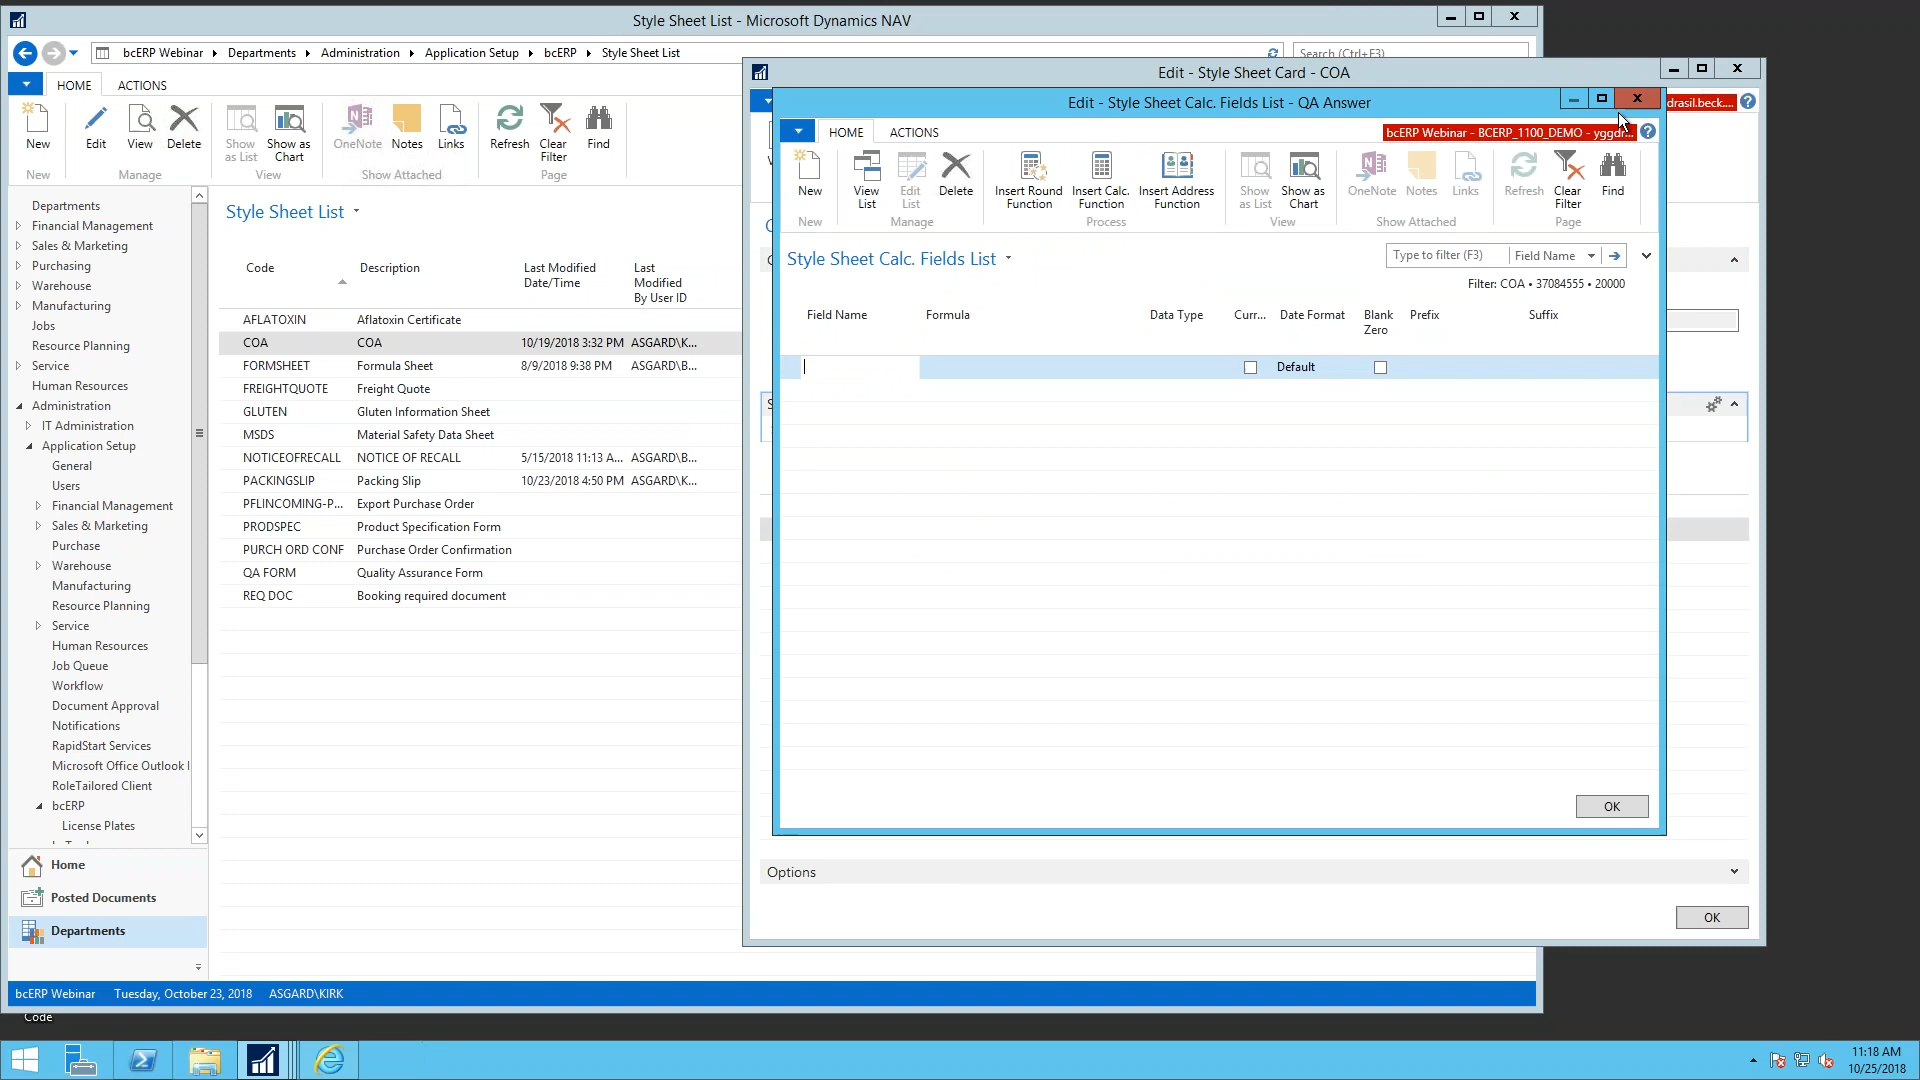 Style Sheet List - Microsoft Dynamics NAV
bcERP Webinar
Departments
Administration
Application Setup
bcERP
Style Sheet List
Search (Ctrl+F3)
HOME
ACTIONS
New
Edit
View
Delete
Show as List
Show as Chart
OneNote
Notes
Links
Refresh
Clear Filter
Find
New
Manage
View
Show Attached
Page
Departments
Financial Management
Sales & Marketing
Purchasing
Warehouse
Manufacturing
Jobs
Resource Planning
Service
Human Resources
Administration
IT Administration
Application Setup
General
Users
Financial Management
Sales & Marketing
Purchase
Warehouse
Manufacturing
Resource Planning
Service
Human Resources
Job Queue
Workflow
Document Approval
Notifications
RapidStart Services
Microsoft Office Outlook
RoleTailored Client
bcERP
License Plates
Home
Posted Documents
Departments
Style Sheet List
Code Description Last Modified Date/Time Last Modified By User ID
AFLATOXIN Aflatoxin Certificate
COA COA 10/19/2018 3:32 PM ASGARD\K...
FORMSHEET Formula Sheet 8/9/2018 9:38 PM ASGARD\B...
FREIGHTQUOTE Freight Quote
GLUTEN Gluten Information Sheet
MSDS Material Safety Data Sheet
NOTICEOFRECALL NOTICE OF RECALL 5/15/2018 11:13 A... ASGARD\B...
PACKINGSLIP Packing Slip 10/23/2018 4:50 PM ASGARD\K...
PFLINCOMING-P... Export Purchase Order
PRODSPEC Product Specification Form
PURCH ORD CONF Purchase Order Confirmation
QA FORM Quality Assurance Form
REQ DOC Booking required document
Edit - Style Sheet Card - COA
drasil.beck....
Edit - Style Sheet Calc. Fields List - QA Answer
HOME
ACTIONS
bcERP Webinar - BCERP_1100_DEMO - yggdr...
New
View List
Edit List
Delete
Insert Round Function
Insert Calc. Function
Insert Address Function
Show as List
Show as Chart
OneNote
Notes
Links
Refresh
Clear Filter
Find
New
Manage
Process
View
Show Attached
Page
Style Sheet Calc. Fields List
Type to filter (F3)
Field Name
Filter: COA • 37084555 • 20000
Field Name Formula Data Type Curr... Date Format Blank Zero Prefix Suffix
Default
OK
Options
OK
bcERP Webinar Tuesday, October 23, 2018 ASGARD\KIRK
Code
11:18 AM
10/25/2018